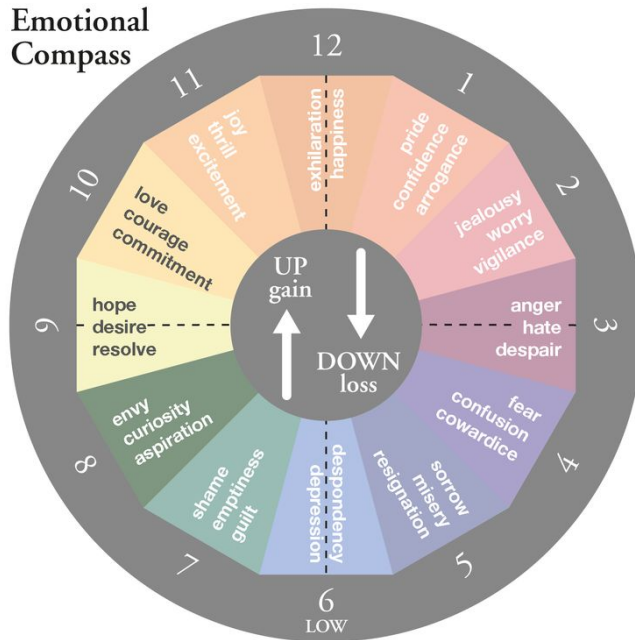 Emotional
Compass
12
exhilaration
happiness
1
pride
confidence
arrogance
2
jealousy
worry
vigilance
3
anger
hate
despair
4
fear
confusion
cowardice
5
sorrow
misery
resignation
6
LOW
despondency
depression
7
shame
emptiness
guilt
8
envy
curiosity
aspiration
9
hope
desire
resolve
10
love
courage
commitment
11
joy
thrill
excitement
UP
gain
DOWN
loss